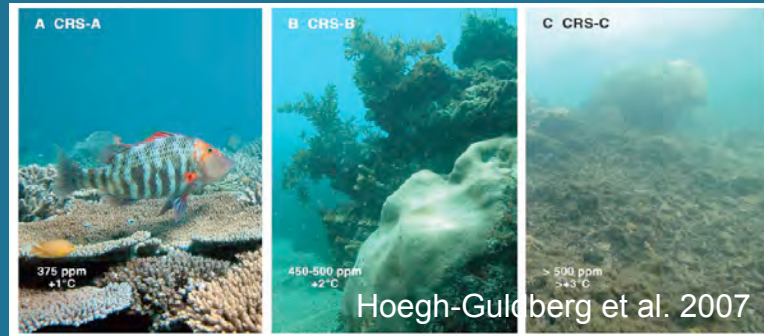 A CRS-A
375 ppm
+1°C
B CRS-B
450-500 ppm
+2°C
C CRS-C
> 500 ppm
>+3°C
Hoegh-Guldberg et al. 2007